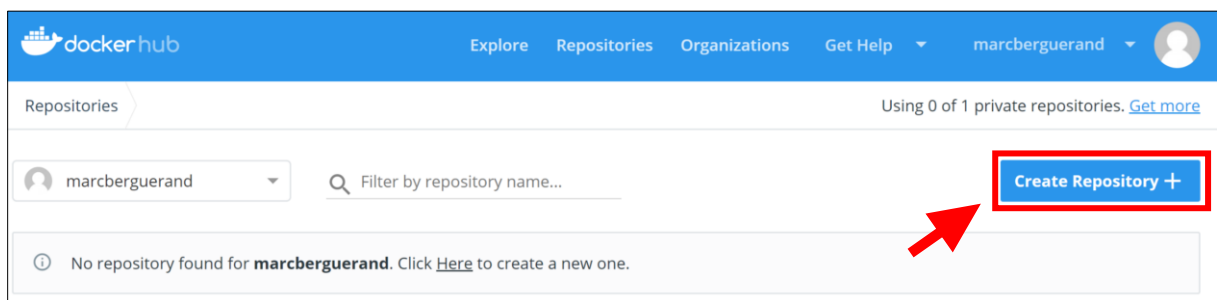 dockerhub Explore Repositories Organizations Get Help marcberguerand
Repositories Using 0 of 1 private repositories. Get more
marcberguerand Filter by repository name... Create Repository +
No repository found for marcberguerand. Click Here to create a new one.